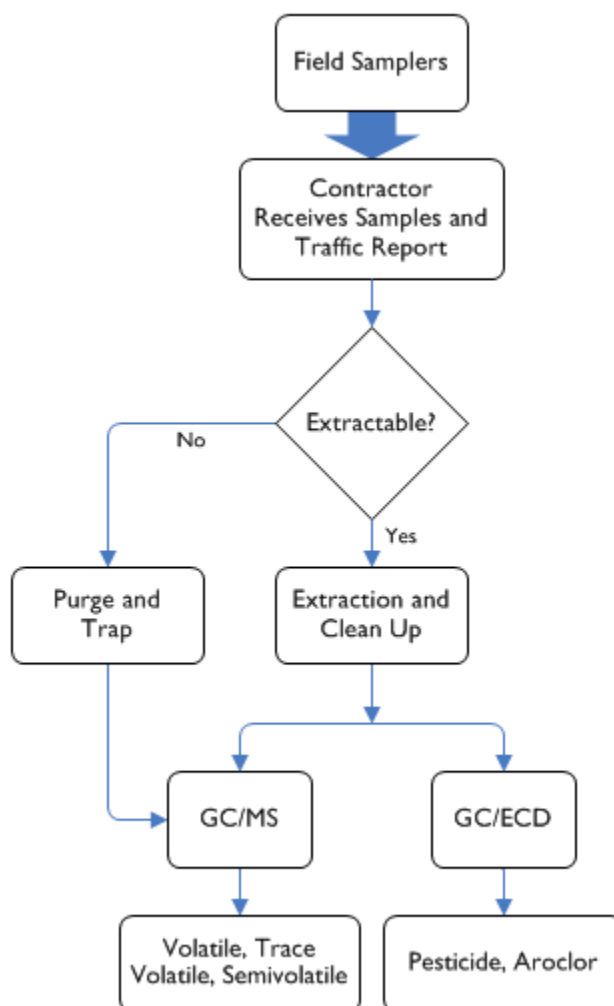 Field Samplers
Contractor
Receives Samples and
Traffic Report
Extractable?
No
Yes
Purge and
Trap
Extraction and
Clean Up
GC/MS
GC/ECD
Volatile, Trace
Volatile, Semivolatile
Pesticide, Aroclor